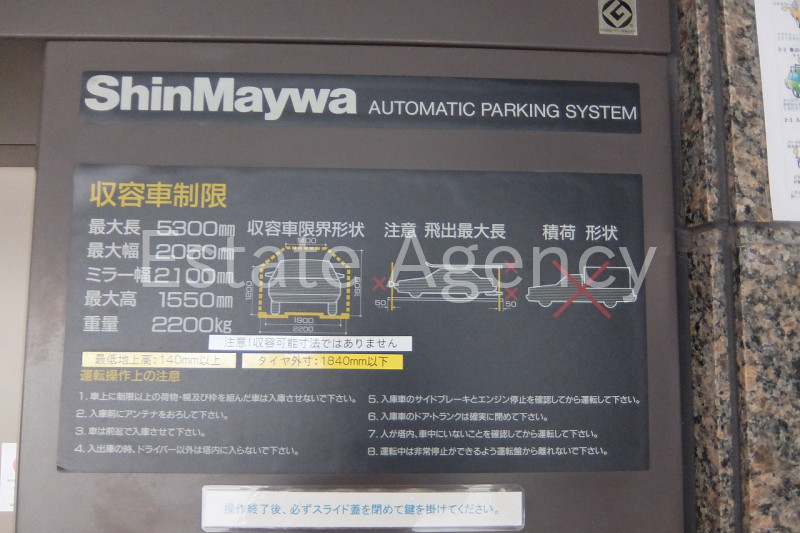 ShinMaywa AUTOMATIC PARKING SYSTEM
収容車制限
最大長 5300mm
最大幅 2050mm
ミラー幅 2100mm
最大高 1550mm
重量 2200kg
収容車限界形状
1400
1200
1600
1900
2200
注意 飛出最大長
50
50
積荷 形状
Estate Agency
注意!収容可能寸法ではありません
最低地上高:140mm以上
タイヤ外寸:1840mm以下
運転操作上の注意
1. 車上に制限以上の荷物・幌及び枠を組んだ車は入庫させないで下さい。
2. 入庫前にアンテナをおろして下さい。
3. 車は前進で入庫させて下さい。
4. 入出庫の時、ドライバー以外は塔内に入らないで下さい。
5. 入庫車のサイドブレーキとエンジン停止を確認してから運転して下さい。
6. 入庫車のドア・トランクは確実に閉めて下さい。
7. 人が塔内、車中にいないことを確認してから運転して下さい。
8. 運転中は非常停止ができるよう運転盤から離れないで下さい。
操作終了後、必ずスライド蓋を閉めて鍵を掛けてください。